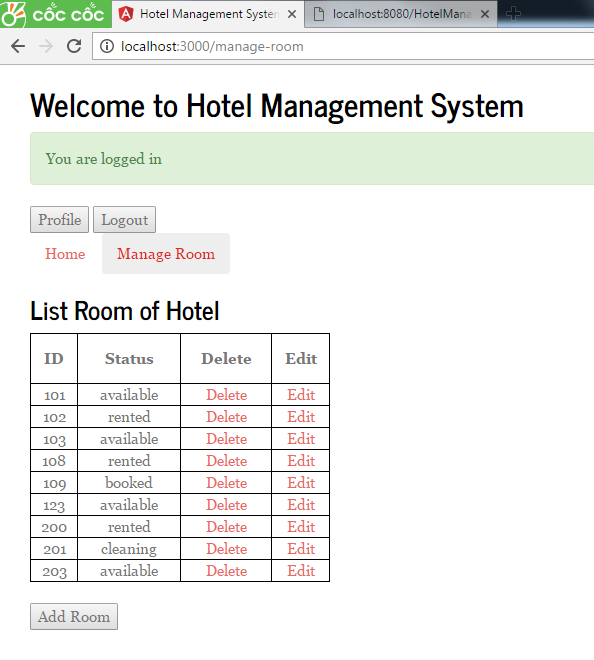 cốc cốc
Hotel Management System
localhost:8080/HotelMana
localhost:3000/manage-room
Welcome to Hotel Management System
You are logged in
Profile Logout
Home Manage Room
List Room of Hotel
ID Status Delete Edit
101 available Delete Edit
102 rented Delete Edit
103 available Delete Edit
108 rented Delete Edit
109 booked Delete Edit
123 available Delete Edit
200 rented Delete Edit
201 cleaning Delete Edit
203 available Delete Edit
Add Room